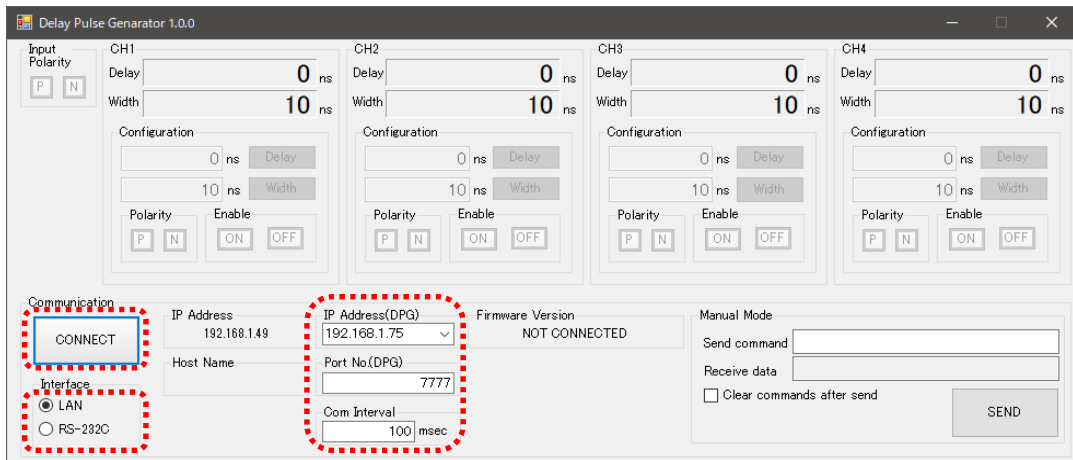 Delay Pulse Genarator 1.0.0
Input Polarity
P N
CH1
Delay 0 ns
Width 10 ns
Configuration
0 ns Delay
10 ns Width
Polarity Enable
P N ON OFF
CH2
Delay 0 ns
Width 10 ns
Configuration
0 ns Delay
10 ns Width
Polarity Enable
P N ON OFF
CH3
Delay 0 ns
Width 10 ns
Configuration
0 ns Delay
10 ns Width
Polarity Enable
P N ON OFF
CH4
Delay 0 ns
Width 10 ns
Configuration
0 ns Delay
10 ns Width
Polarity Enable
P N ON OFF
Communication
CONNECT
Interface
LAN
RS-232C
IP Address
192.168.1.49
Host Name
IP Address(DPG)
192.168.1.75
Port No.(DPG)
7777
Com Interval
100 msec
Firmware Version
NOT CONNECTED
Manual Mode
Send command
Receive data
Clear commands after send
SEND